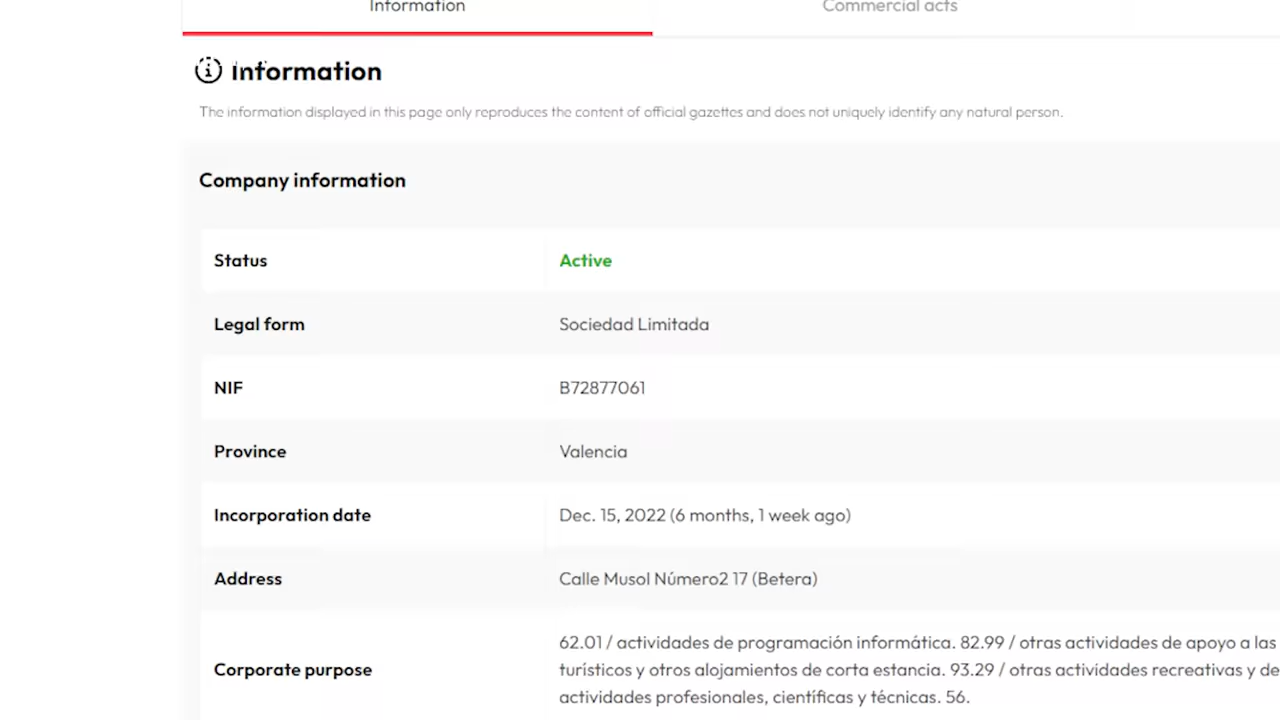 Information
Commercial acts
Information
The information displayed in this page only reproduces the content of official gazettes and does not uniquely identify any natural person.
Company information
Status
Active
Legal form
Sociedad Limitada
NIF
B72877061
Province
Valencia
Incorporation date
Dec. 15, 2022 (6 months, 1 week ago)
Address
Calle Musol Número2 17 (Betera)
Corporate purpose
62.01 / actividades de programación informática. 82.99 / otras actividades de apoyo a las
turísticos y otros alojamientos de corta estancia. 93.29 / otras actividades recreativas y de
actividades profesionales, científicas y técnicas. 56.